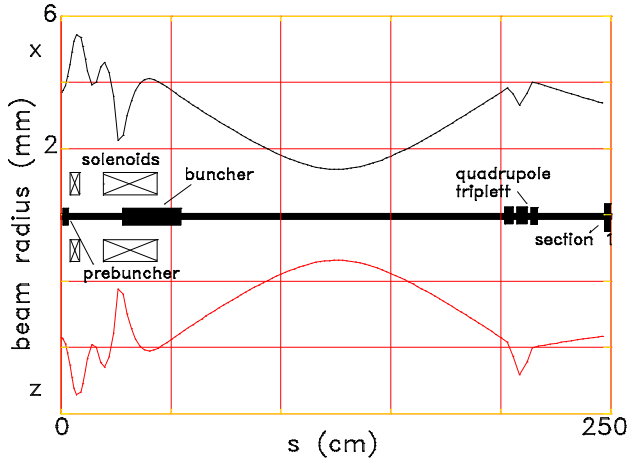 6
x
2
beam radius (mm)
solenoids
buncher
prebuncher
quadrupole
triplett
section 1
z
0
250
s (cm)